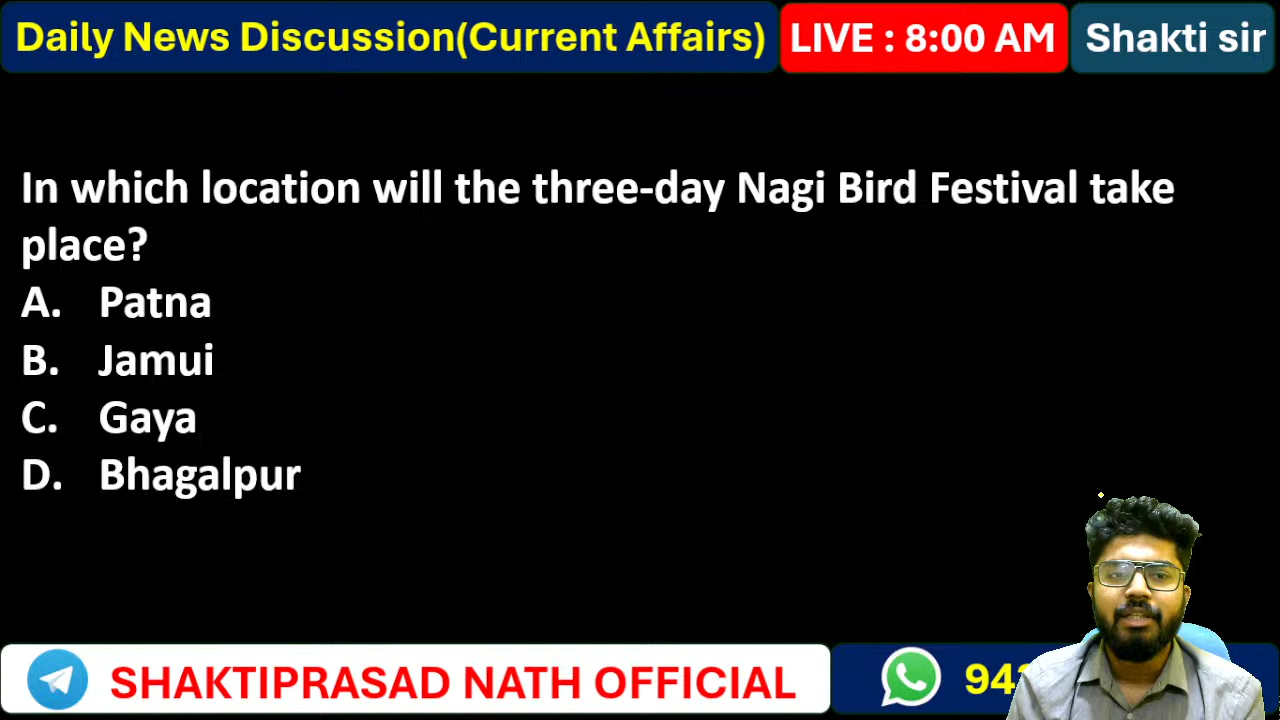 Daily News Discussion(Current Affairs)
LIVE : 8:00 AM
Shakti sir
In which location will the three-day Nagi Bird Festival take
place?
A. Patna
B. Jamui
C. Gaya
D. Bhagalpur
SHAKTIPRASAD NATH OFFICIAL